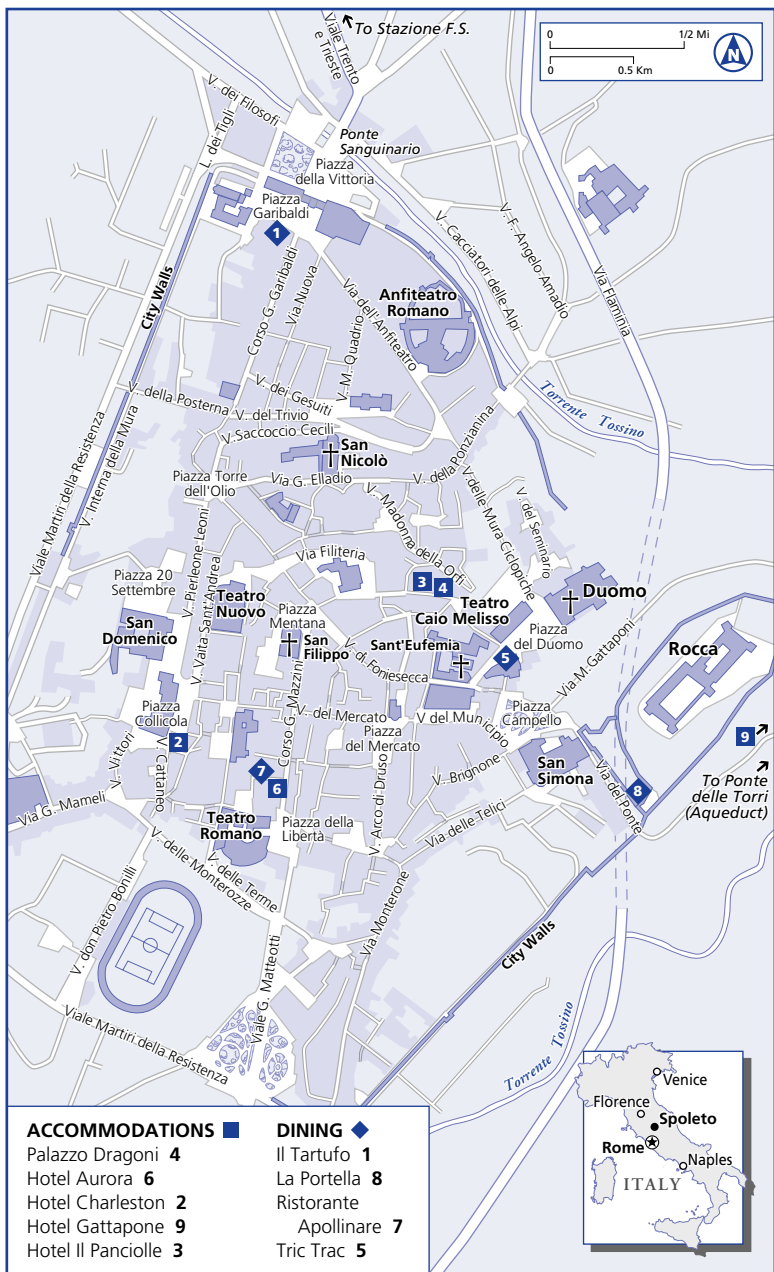 To Stazione F.S.
Viale Trento
e Trieste
0 1/2 Mi
0 0.5 Km
N
V. dei Filosofi
L. dei Tigli
Ponte
Sanguinario
Piazza
della Vittoria
Piazza
Garibaldi
1
City Walls
Corso G. Garibaldi
Via Nuova
V. M. Quadrio
Via dell'Anfiteatro
Anfiteatro
Romano
V. Cacciatori delle Alpi
V. F. Angelo Amadio
Via Flaminia
Torrente Tossino
V. della Posterna
V. dei Gesuiti
V. del Trivio
V. Saccoccio Cecili
San
Nicolò
V. della Ponzianina
Viale Martiri della Resistenza
V. Interna della Mura
Piazza Torre
dell'Olio
Via G. Elladio
V. Madonna della Orfi
V. delle Mura Ciclopiche
V. del Seminario
V. Pierleone Leoni
V. Vaita Sant'Andrea
Via Filiteria
3
4
Piazza 20
Settembre
Teatro
Nuovo
Teatro
Caio Melisso
Duomo
San
Domenico
Piazza
Mentana
San
Filippo
Sant'Eufemia
5
Piazza
del Duomo
V. di Foniesecca
Via M. Gattaponi
Rocca
Piazza
Collicola
2
Corso G. Mazzini
V. del Mercato
V del Municipio
Piazza
Campello
Piazza
del Mercato
9
To Ponte
delle Torri
(Aqueduct)
V. Vittori
V. Cattaneo
7
6
V. Arco di Druso
V. Brignone
San
Simona
8
Via del Ponte
Via G. Mameli
Teatro
Romano
Piazza della
Libertà
Via delle Telici
V. delle Monterozze
V. delle Terme
V. don Pietro Bonilli
Via Monterone
City Walls
Viale G. Matteotti
Viale Martiri della Resistenza
Torrente Tossino
ACCOMMODATIONS
Palazzo Dragoni 4
Hotel Aurora 6
Hotel Charleston 2
Hotel Gattapone 9
Hotel Il Panciolle 3
DINING
Il Tartufo 1
La Portella 8
Ristorante
Apollinare 7
Tric Trac 5
Venice
Florence
Spoleto
Rome
Naples
ITALY